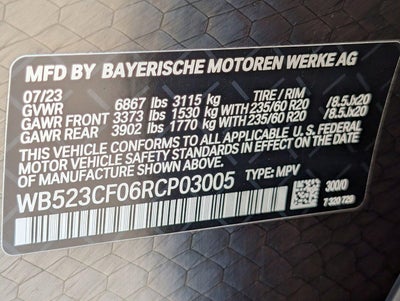 MFD BY BAYERISCHE MOTOREN WERKE AG
07/23 TIRE / RIM
GVWR 6867 lbs 3115 kg
GAWR FRONT 3373 lbs 1530 kg WITH 235/60 R20 /8.5Jx20
GAWR REAR 3902 lbs 1770 kg WITH 235/60 R20 /8.5Jx20
THIS MOTOR VEHICLE CONFORMS TO ALL APPLICABLE U.S. FEDERAL
SAFETY STANDARDS IN EFFECT ON THE DATE
OF MANUFACTURE SHOWN ABOVE.
WB523CF06RCP03005 TYPE: MPV
300/0
7 320 728